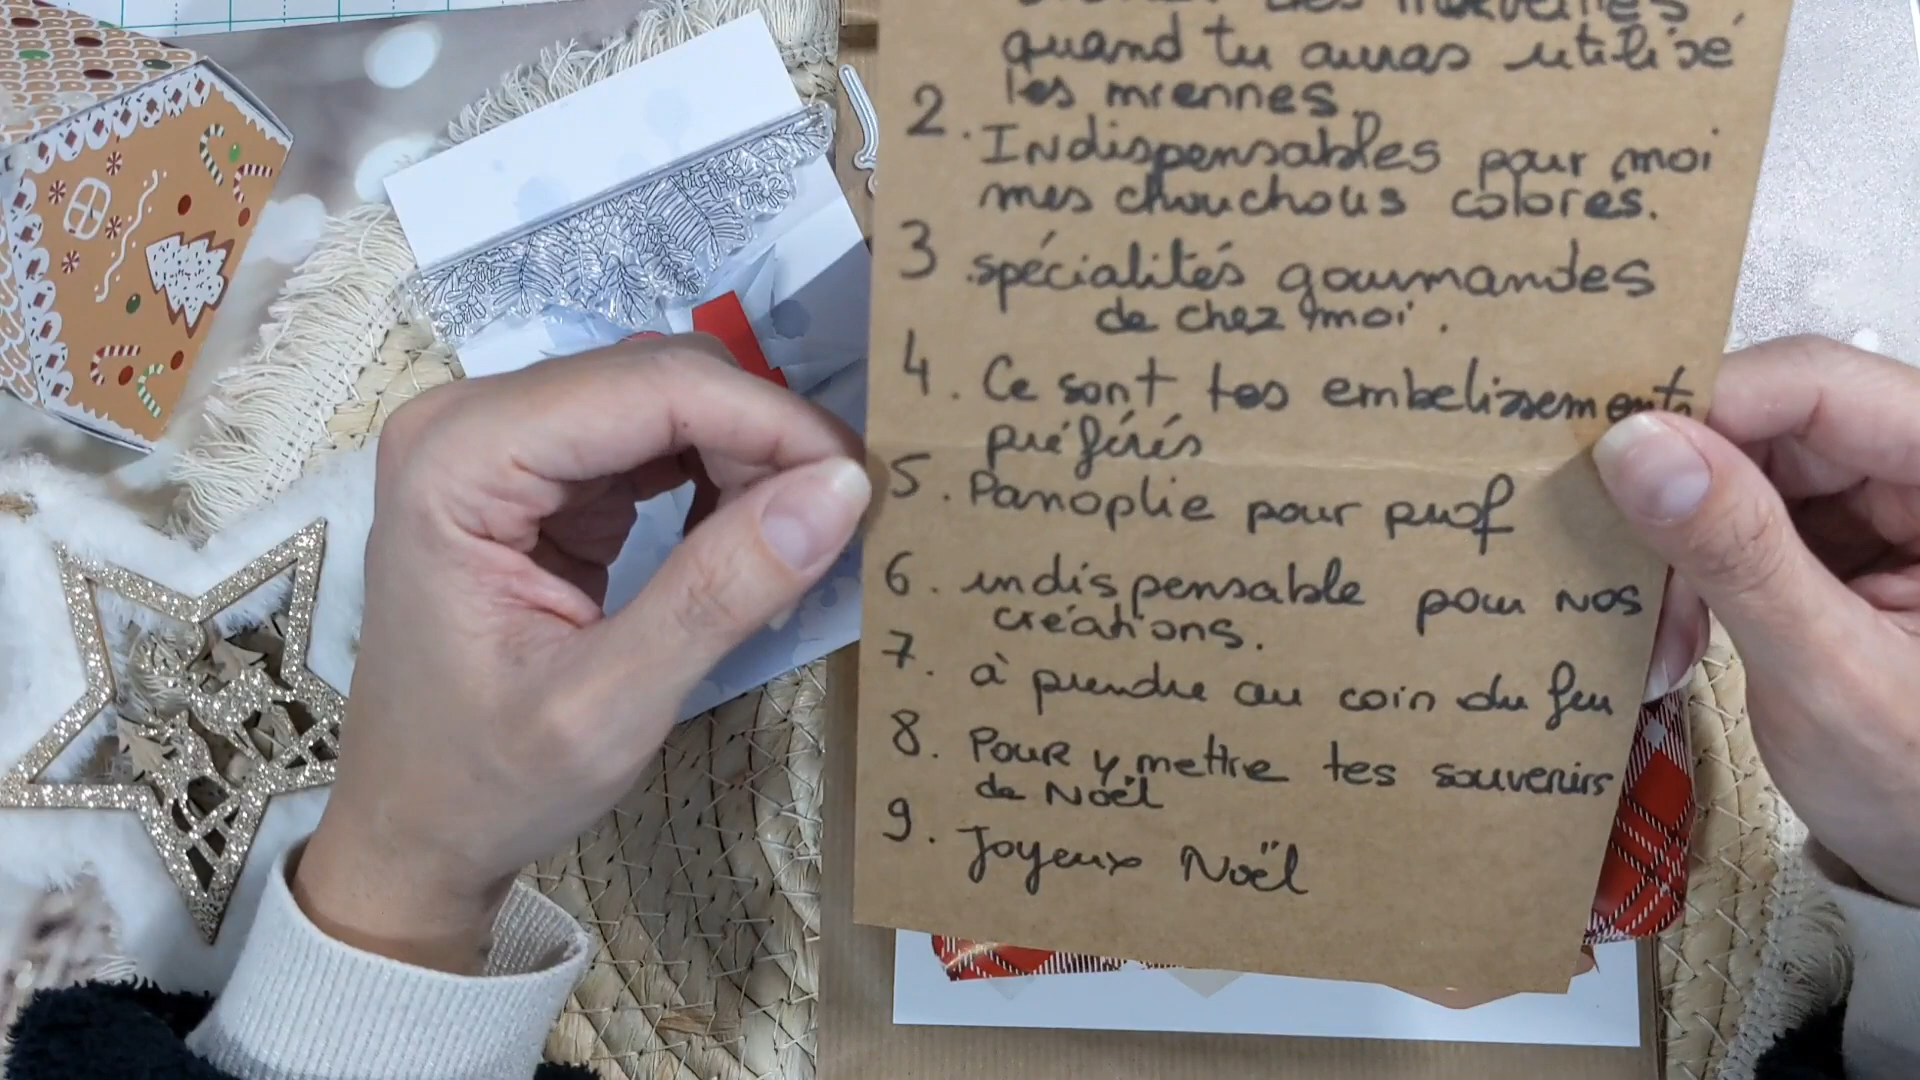 des merveilles,
quand tu auras utilisé
les miennes.
2. Indispensables pour moi
mes chouchous colorés.
3 .spécialités gourmandes
de chez moi.
4. Ce sont tes embelissements
préférés
5. Panoplie pour prof
6. indispensable pour nos
créations.
7. à prendre au coin du feu
8. Pour y mettre tes souvenirs
de Noël
9. Joyeux Noël